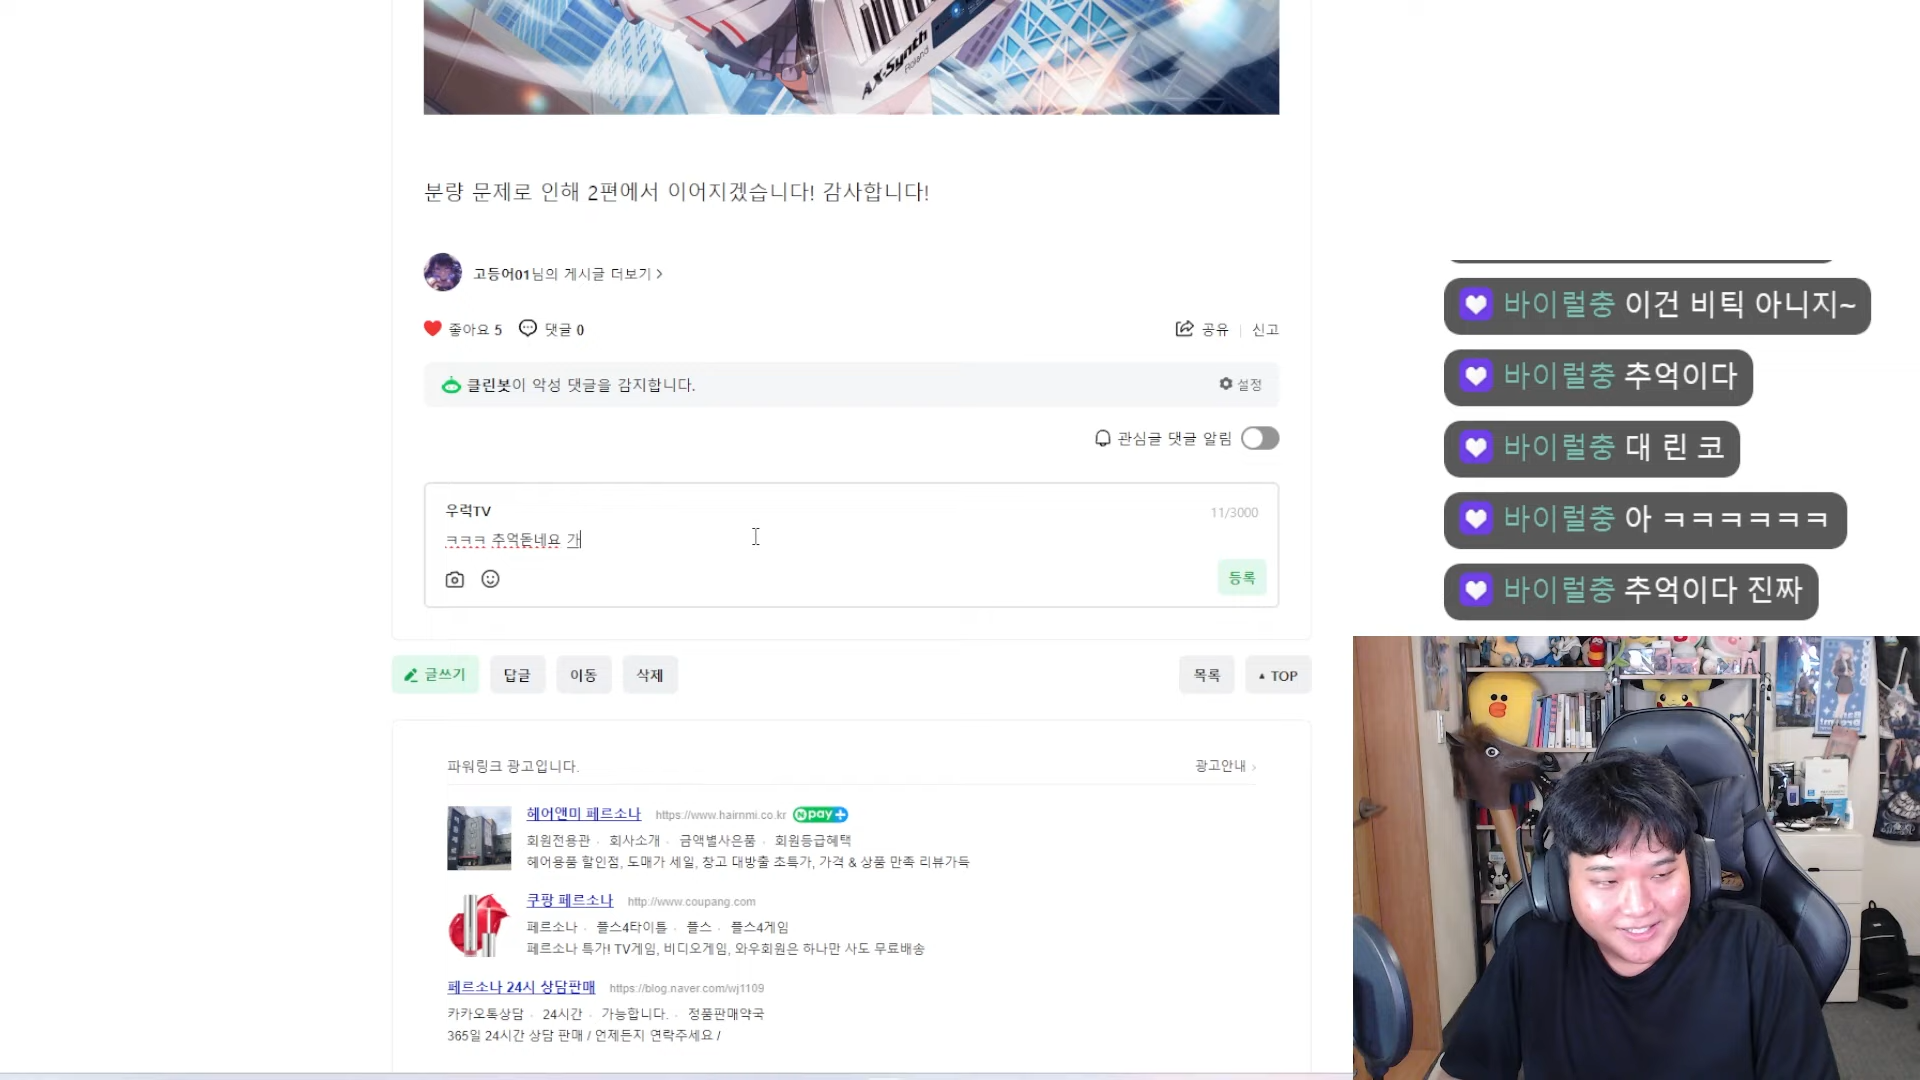 AX-Synth
Roland
분량 문제로 인해 2편에서 이어지겠습니다! 감사합니다!
고등어01님의 게시글 더보기 >
좋아요 5 댓글 0
공유 | 신고
클린봇이 악성 댓글을 감지합니다.
설정
관심글 댓글 알림
우럭TV
11/3000
ㅋㅋㅋ 추억돋네요 가
등록
글쓰기 답글 이동 삭제
목록 ▲ TOP
파워링크 광고입니다.
광고안내 ›
헤어앤미 페르소나 https://www.hairnmi.co.kr N pay+
회원전용관 · 회사소개 · 금액별사은품 · 회원등급혜택
헤어용품 할인점, 도매가 세일, 창고 대방출 초특가, 가격 & 상품 만족 리뷰가득
쿠팡 페르소나 http://www.coupang.com
페르소나 · 플스4타이틀 · 플스 · 플스4게임
페르소나 특가! TV게임, 비디오게임, 와우회원은 하나만 사도 무료배송
페르소나 24시 상담판매 https://blog.naver.com/wj1109
카카오톡상담 · 24시간 · 가능합니다. · 정품판매약국
365일 24시간 상담 판매 / 언제든지 연락주세요 /
바이럴충 이건 비틱 아니지~
바이럴충 추억이다
바이럴충 대 린 코
바이럴충 아 ㅋㅋㅋㅋㅋㅋ
바이럴충 추억이다 진짜